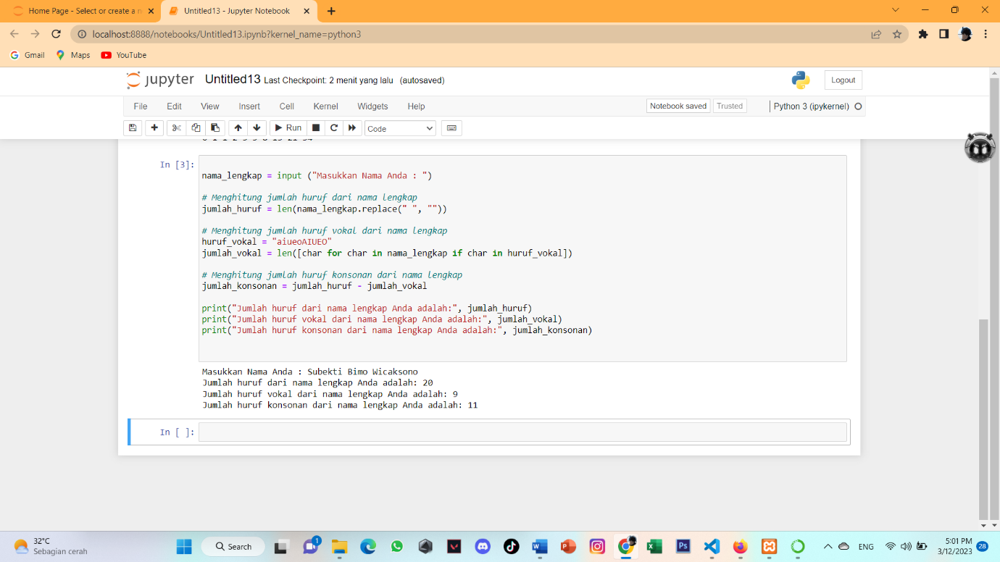 Home Page - Select or create a n
Untitled13 - Jupyter Notebook
localhost:8888/notebooks/Untitled13.ipynb?kernel_name=python3
Gmail
Maps
YouTube
jupyter Untitled13 Last Checkpoint: 2 menit yang lalu (autosaved)
Logout
File Edit View Insert Cell Kernel Widgets Help
Notebook saved
Trusted
Python 3 (ipykernel)
Run
Code
In [3]:
nama_lengkap = input ("Masukkan Nama Anda : ")
# Menghitung jumlah huruf dari nama lengkap
jumlah_huruf = len(nama_lengkap.replace(" ", ""))
# Menghitung jumlah huruf vokal dari nama lengkap
huruf_vokal = "aiueoAIUEO"
jumlah_vokal = len([char for char in nama_lengkap if char in huruf_vokal])
# Menghitung jumlah huruf konsonan dari nama lengkap
jumlah_konsonan = jumlah_huruf - jumlah_vokal
print("Jumlah huruf dari nama lengkap Anda adalah:", jumlah_huruf)
print("Jumlah huruf vokal dari nama lengkap Anda adalah:", jumlah_vokal)
print("Jumlah huruf konsonan dari nama lengkap Anda adalah:", jumlah_konsonan)
Masukkan Nama Anda : Subekti Bimo Wicaksono
Jumlah huruf dari nama lengkap Anda adalah: 20
Jumlah huruf vokal dari nama lengkap Anda adalah: 9
Jumlah huruf konsonan dari nama lengkap Anda adalah: 11
In [ ]:
32°C
Sebagian cerah
Search
1
ENG
5:01 PM
3/12/2023
28